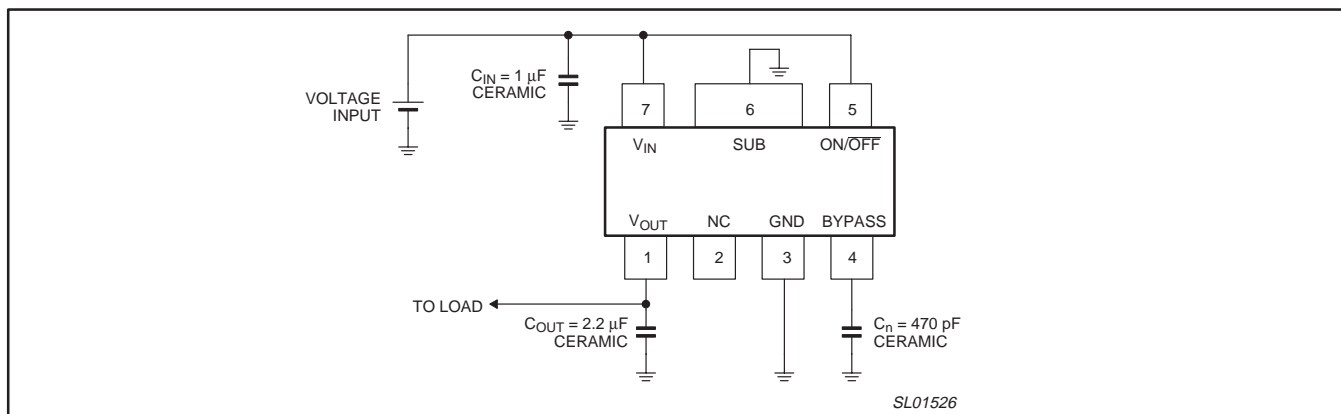 C_IN = 1 μF
CERAMIC
VOLTAGE
INPUT
7
6
5
V_IN
SUB
ON/O̅F̅F̅
V_OUT
NC
GND
BYPASS
1
2
3
4
TO LOAD
C_OUT = 2.2 μF
CERAMIC
C_n = 470 pF
CERAMIC
SL01526